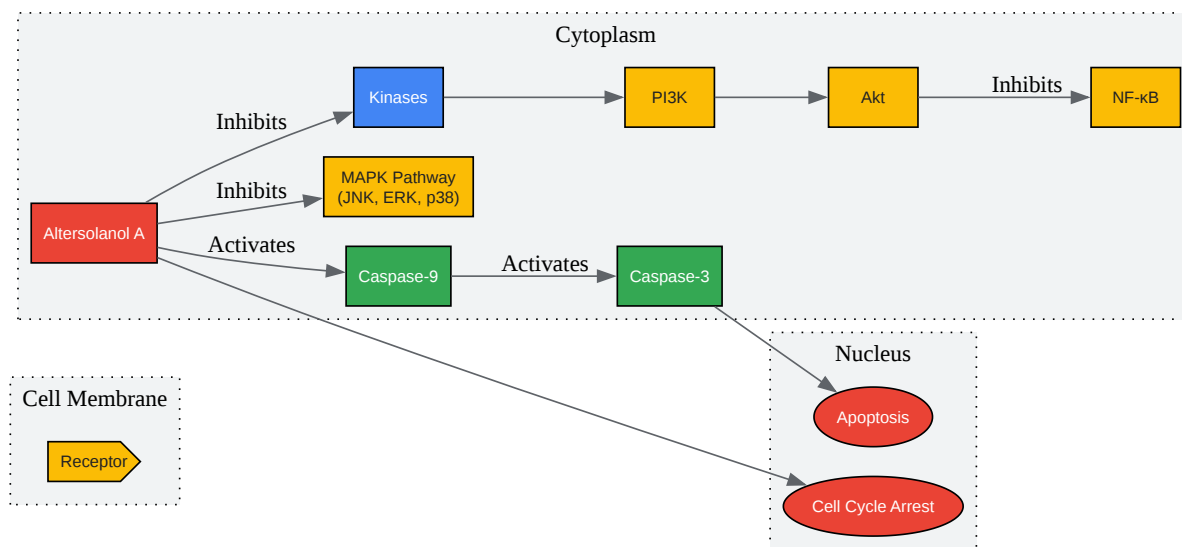 Cytoplasm
Kinases
PI3K
Akt
Inhibits
NF-κB
Inhibits
MAPK Pathway
(JNK, ERK, p38)
Inhibits
Altersolanol A
Activates
Caspase-9
Activates
Caspase-3
Nucleus
Apoptosis
Cell Cycle Arrest
Cell Membrane
Receptor